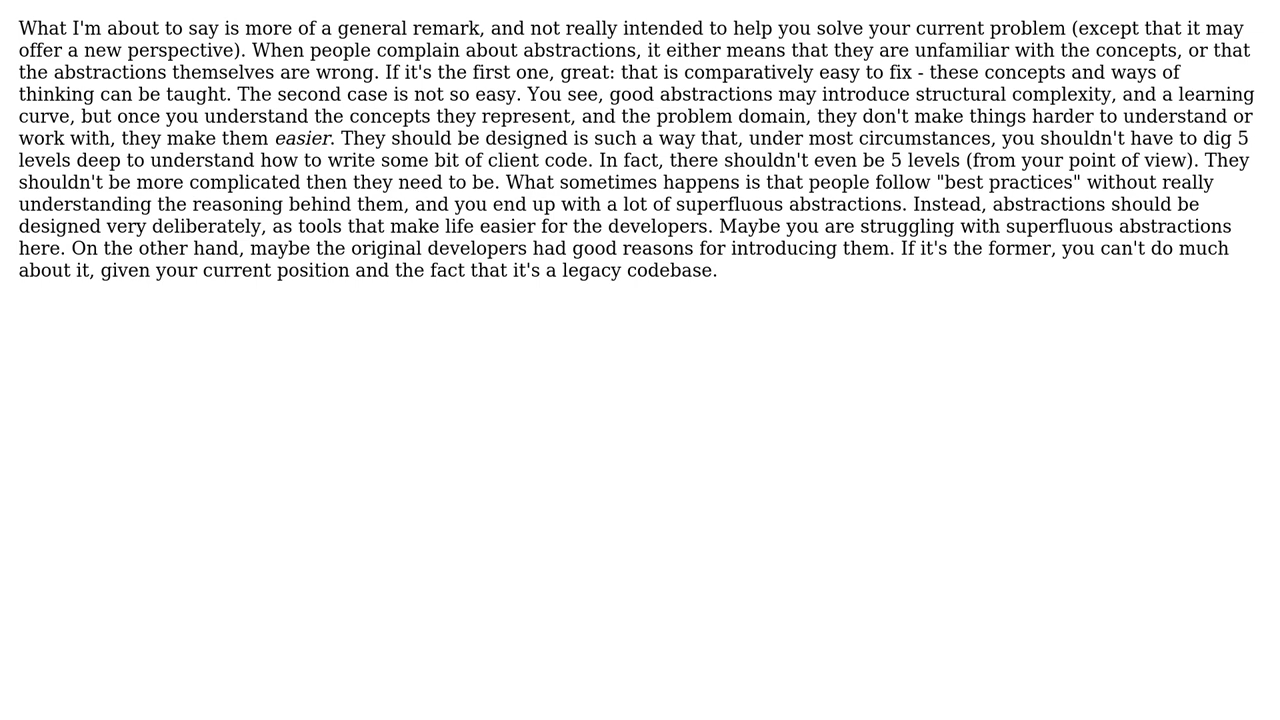 What I'm about to say is more of a general remark, and not really intended to help you solve your current problem (except that it may
offer a new perspective). When people complain about abstractions, it either means that they are unfamiliar with the concepts, or that
the abstractions themselves are wrong. If it's the first one, great: that is comparatively easy to fix - these concepts and ways of
thinking can be taught. The second case is not so easy. You see, good abstractions may introduce structural complexity, and a learning
curve, but once you understand the concepts they represent, and the problem domain, they don't make things harder to understand or
work with, they make them easier. They should be designed is such a way that, under most circumstances, you shouldn't have to dig 5
levels deep to understand how to write some bit of client code. In fact, there shouldn't even be 5 levels (from your point of view). They
shouldn't be more complicated then they need to be. What sometimes happens is that people follow "best practices" without really
understanding the reasoning behind them, and you end up with a lot of superfluous abstractions. Instead, abstractions should be
designed very deliberately, as tools that make life easier for the developers. Maybe you are struggling with superfluous abstractions
here. On the other hand, maybe the original developers had good reasons for introducing them. If it's the former, you can't do much
about it, given your current position and the fact that it's a legacy codebase.